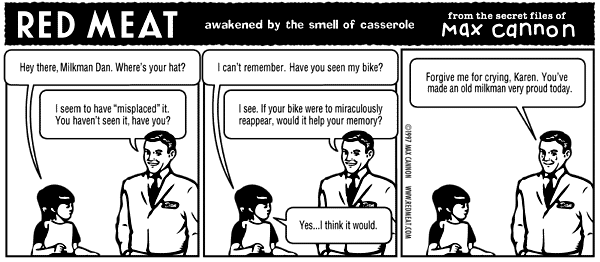 RED MEAT
awakened by the smell of casserole
from the secret files of
Max cannon
Hey there, Milkman Dan. Where's your hat?
I seem to have “misplaced” it.
You haven't seen it, have you?
I can't remember. Have you seen my bike?
I see. If your bike were to miraculously
reappear, would it help your memory?
Yes...I think it would.
Forgive me for crying, Karen. You've
made an old milkman very proud today.
©1997 MAX CANNON WWW.REDMEAT.COM